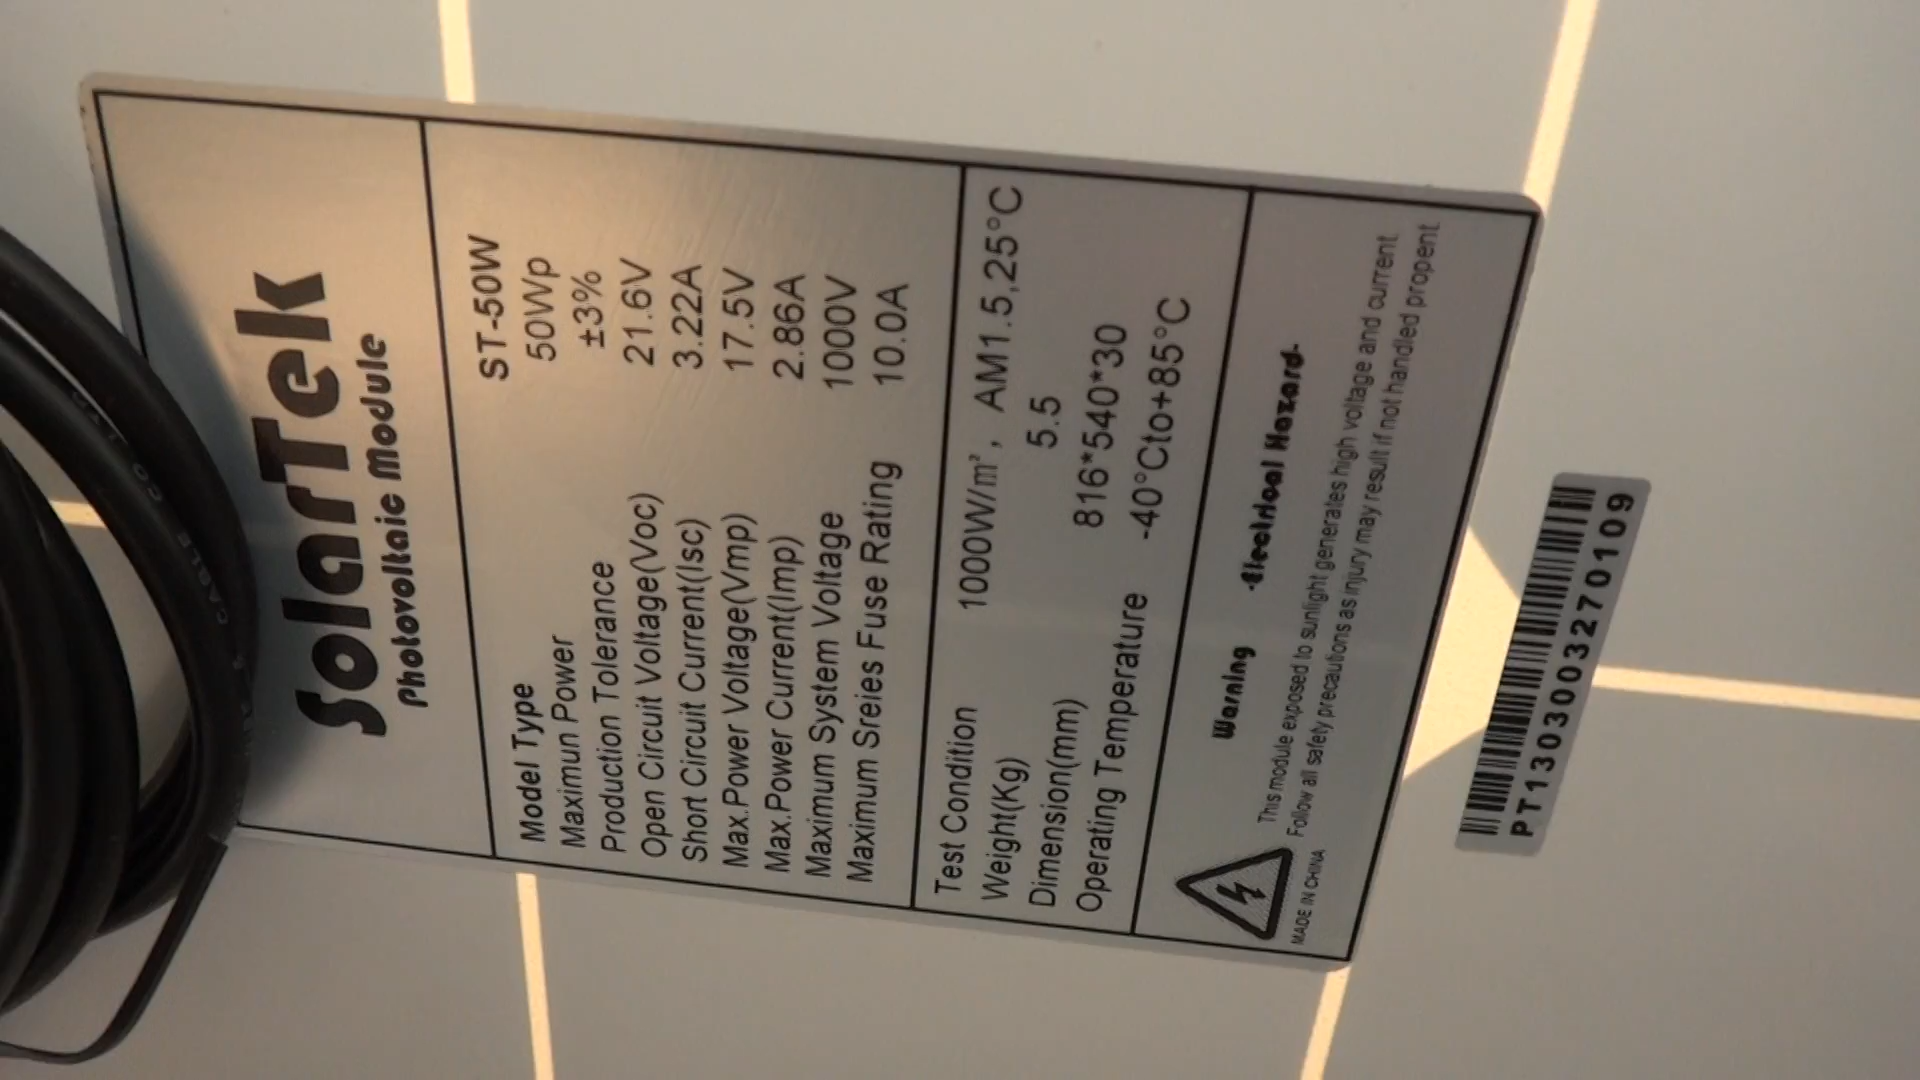 SolarTek
Photovoltaic Module
Model Type ST-50W
Maximun Power 50Wp
Production Tolerance ±3%
Open Circuit Voltage(Voc) 21.6V
Short Circuit Current(Isc) 3.22A
Max.Power Voltage(Vmp) 17.5V
Max.Power Current(Imp) 2.86A
Maximum System Voltage 1000V
Maximum Sreies Fuse Rating 10.0A
Test Condition 1000W/m², AM1.5,25°C
Weight(Kg) 5.5
Dimension(mm) 816*540*30
Operating Temperature -40°Cto+85°C
Warning -Electrical Hazard-
This module exposed to sunlight generates high voltage and current
Follow all safety precautions as injury may result if not handled propent
MADE IN CHINA
PT13030003270109
CABLE